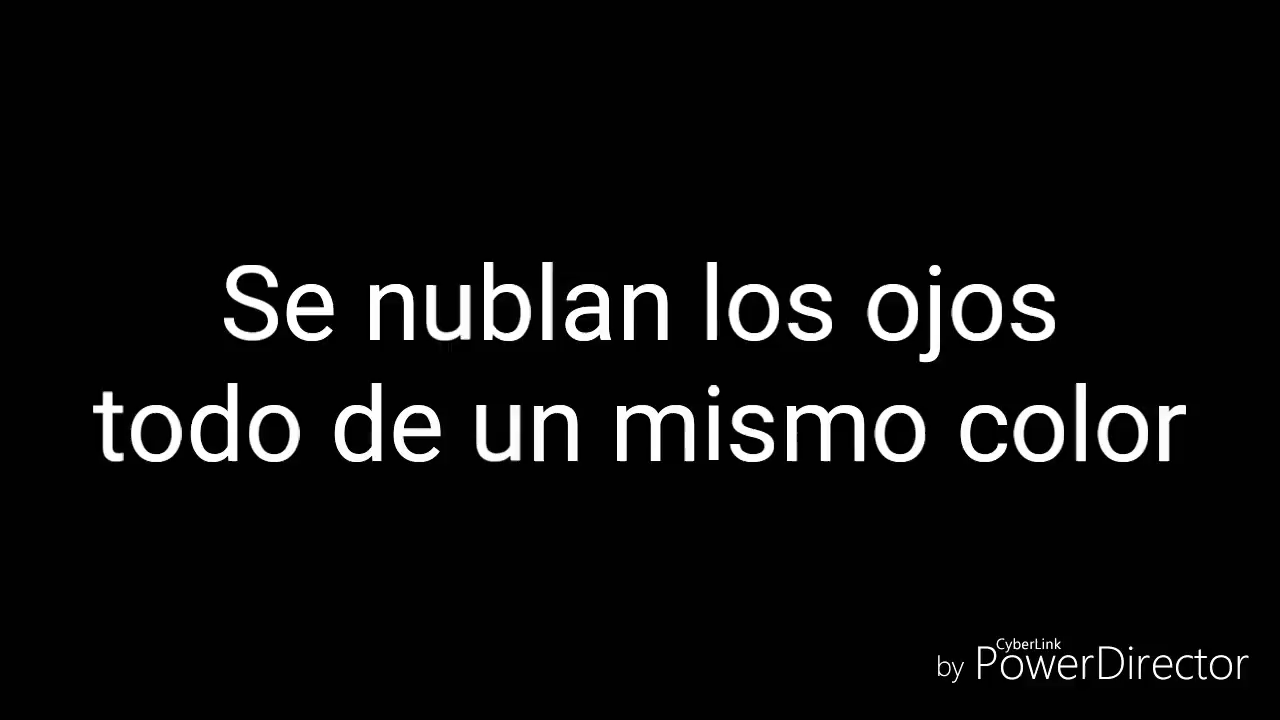 Se nublan los ojos
todo de un mismo color
CyberLink
by PowerDirector